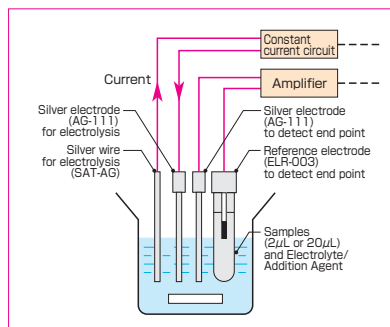 Constant
current circuit
Current
Amplifier
Silver electrode
(AG-111)
for electrolysis
Silver electrode
(AG-111)
to detect end point
Silver wire
for electrolysis
(SAT-AG)
Reference electrode
(ELR-003)
to detect end point
Samples
(2μL or 20μL)
and Electrolyte/
Addition Agent